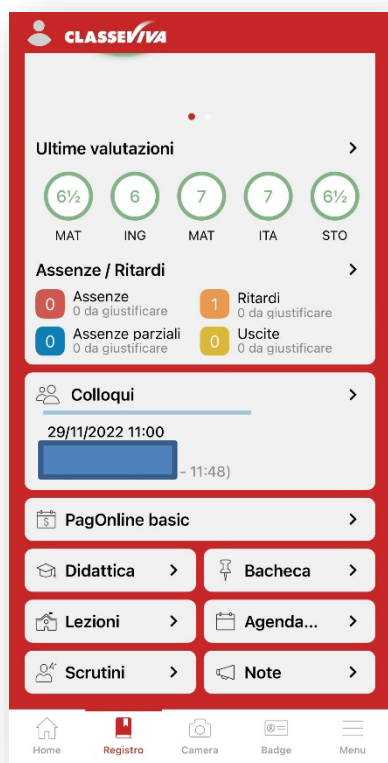 CLASSEVIVA
Ultime valutazioni
6½ 6 7 7 6½
MAT ING MAT ITA STO
Assenze / Ritardi
0 Assenze 1 Ritardi
0 da giustificare 0 da giustificare
0 Assenze parziali 0 Uscite
0 da giustificare 0 da giustificare
Colloqui
29/11/2022 11:00
- 11:48)
PagOnline basic
Didattica Bacheca
Lezioni Agenda...
Scrutini Note
Home Registro Camera Badge Menu